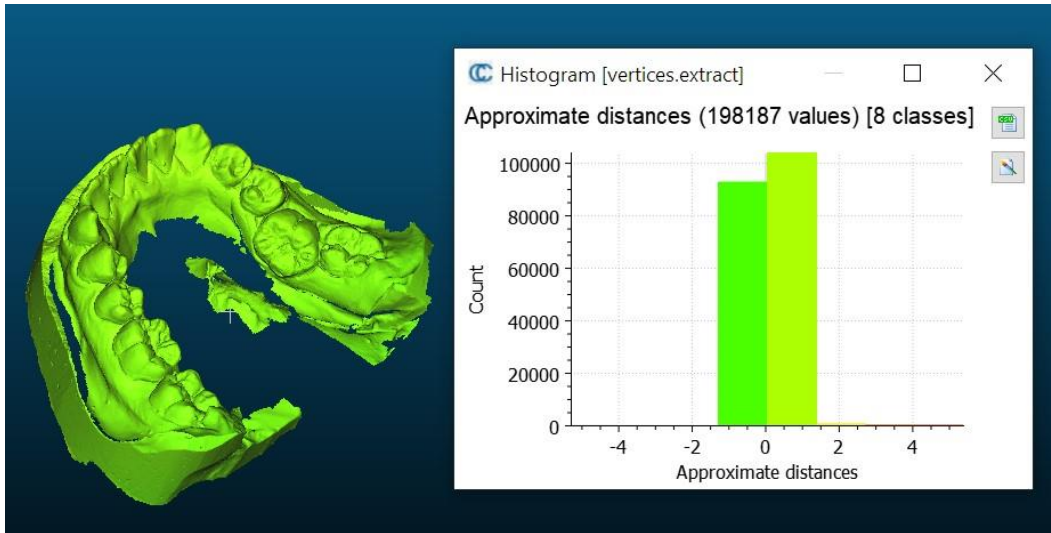 Histogram [vertices.extract]
Approximate distances (198187 values) [8 classes]
CSV
100000
80000
60000
40000
20000
0
Count
-4 -2 0 2 4
Approximate distances